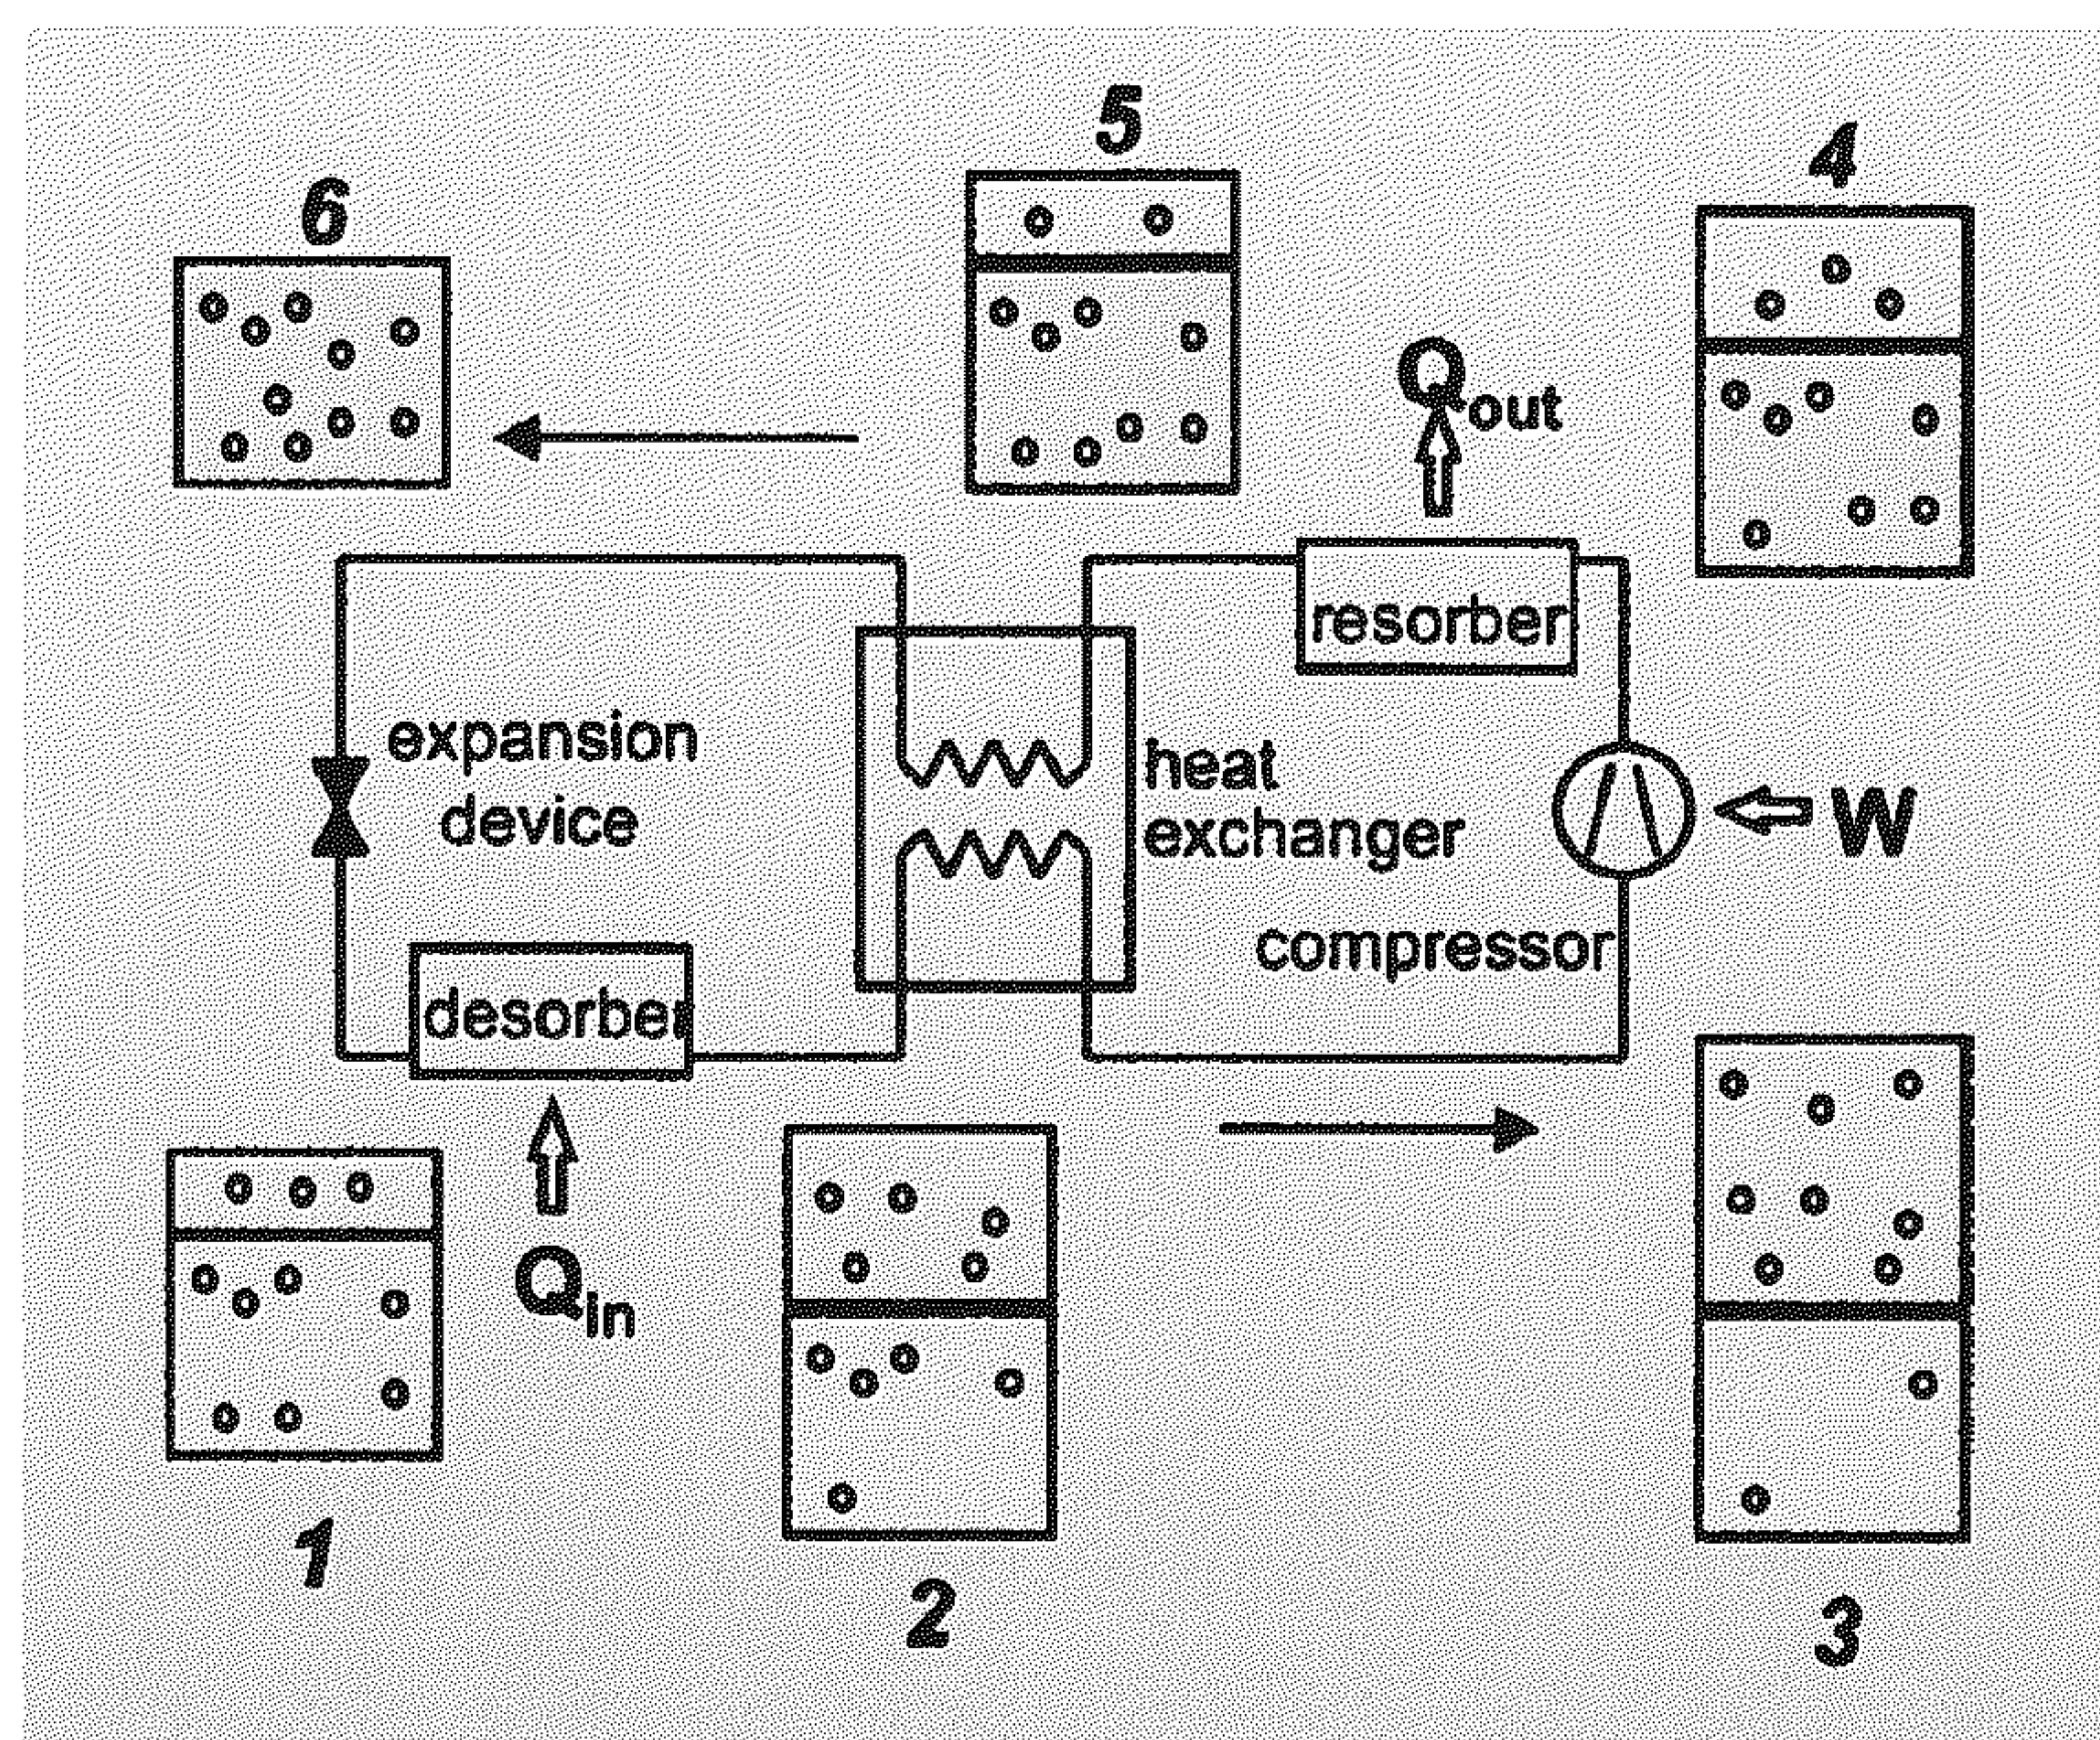 5
4
6
Qout
resorber
expansion
device
heat
exchanger
W
compressor
desorber
Qin
1
2
3